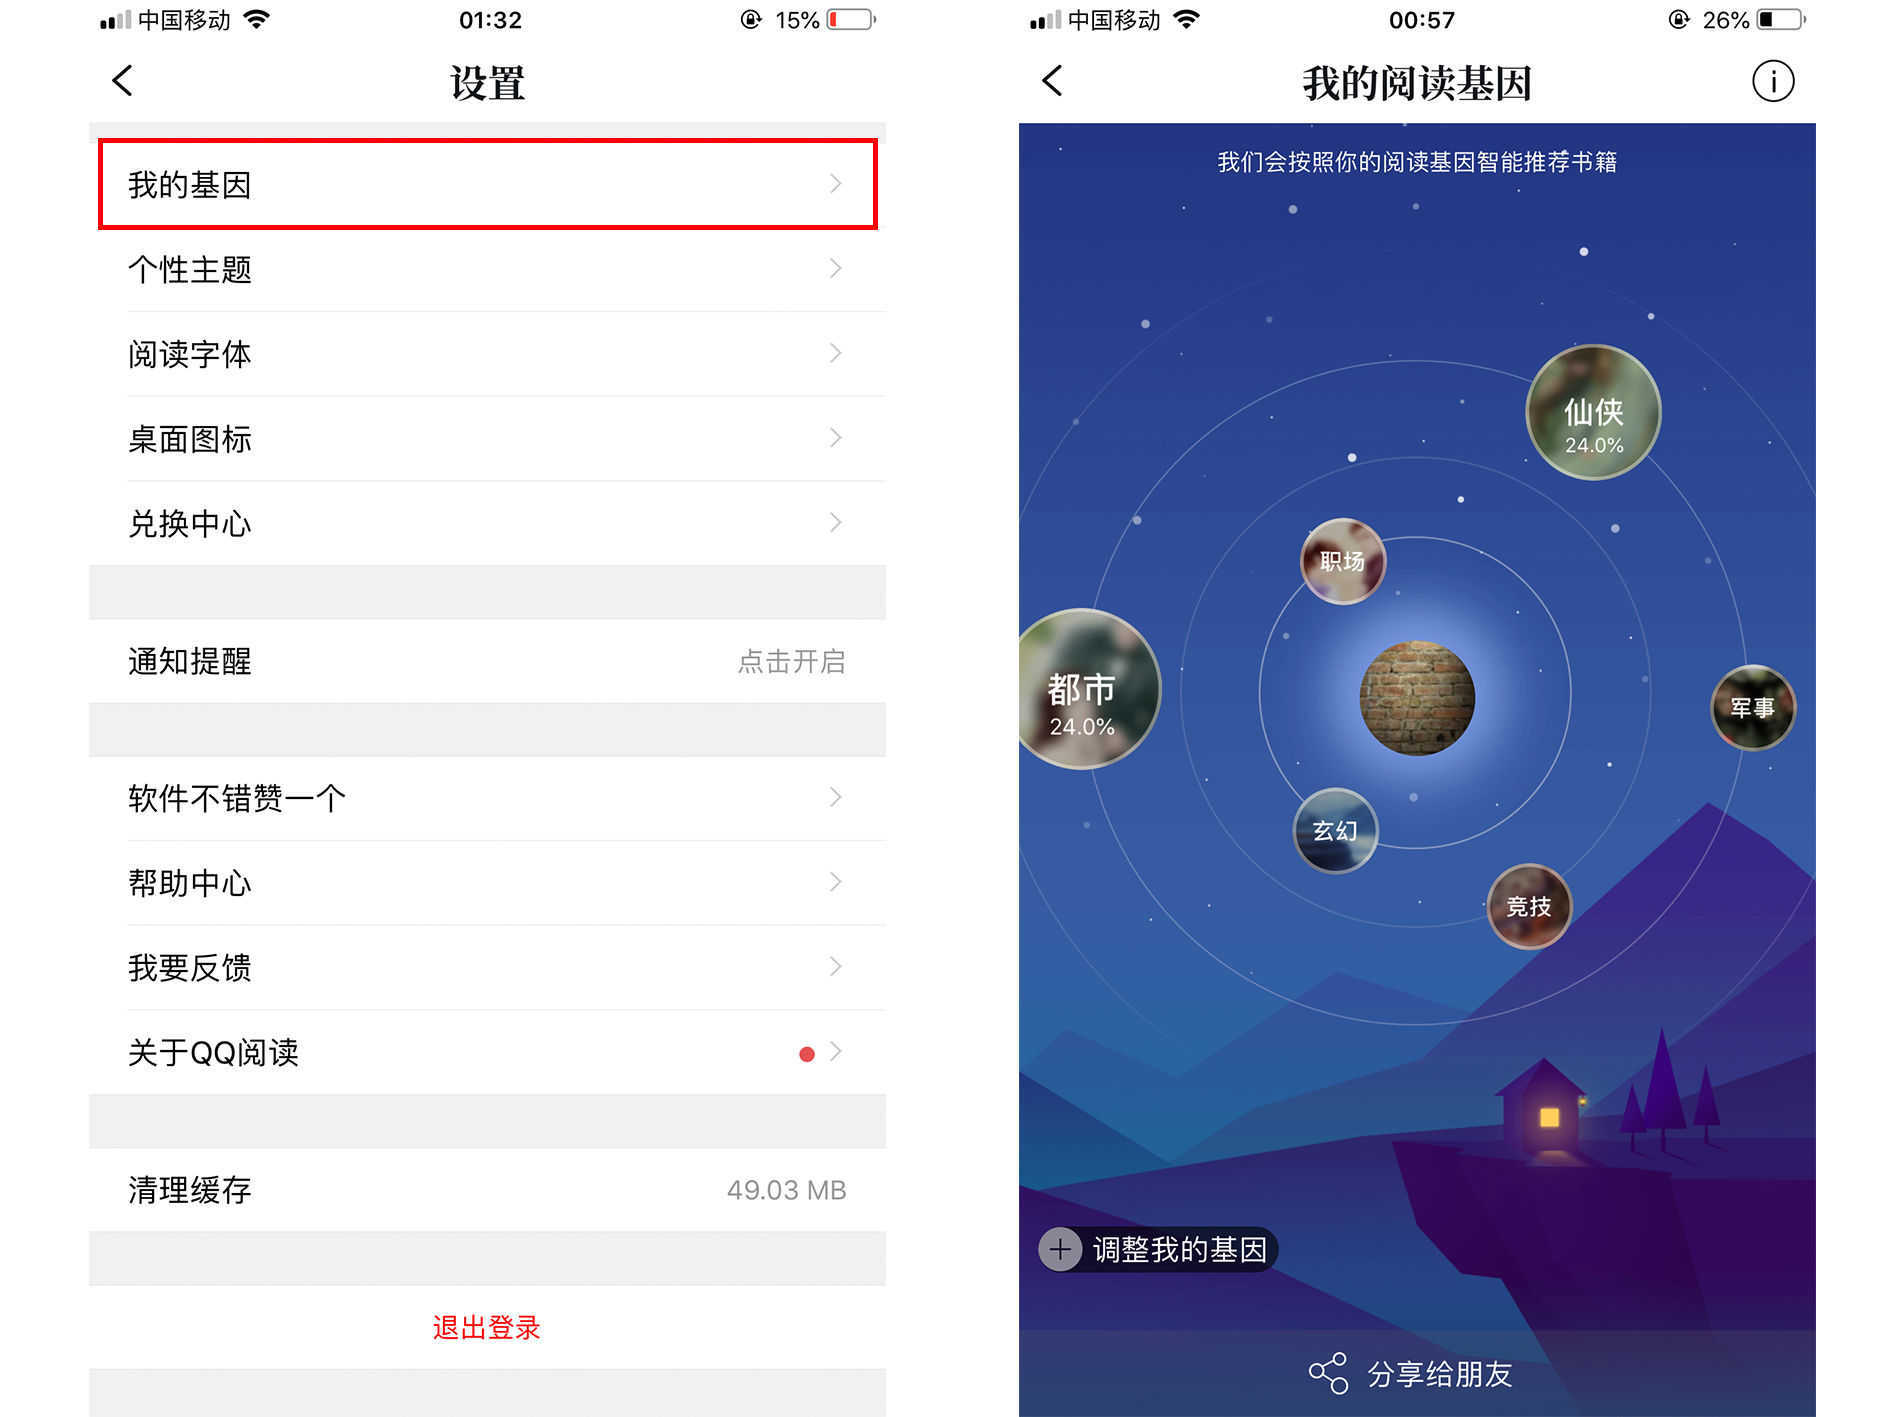 中国移动 01:32 15%
设置
我的基因
个性主题
阅读字体
桌面图标
兑换中心
通知提醒 点击开启
软件不错赞一个
帮助中心
我要反馈
关于QQ阅读
清理缓存 49.03 MB
退出登录
中国移动 00:57 26%
我的阅读基因
我们会按照你的阅读基因智能推荐书籍
仙侠
24.0%
职场
都市
24.0%
军事
玄幻
竞技
调整我的基因
分享给朋友